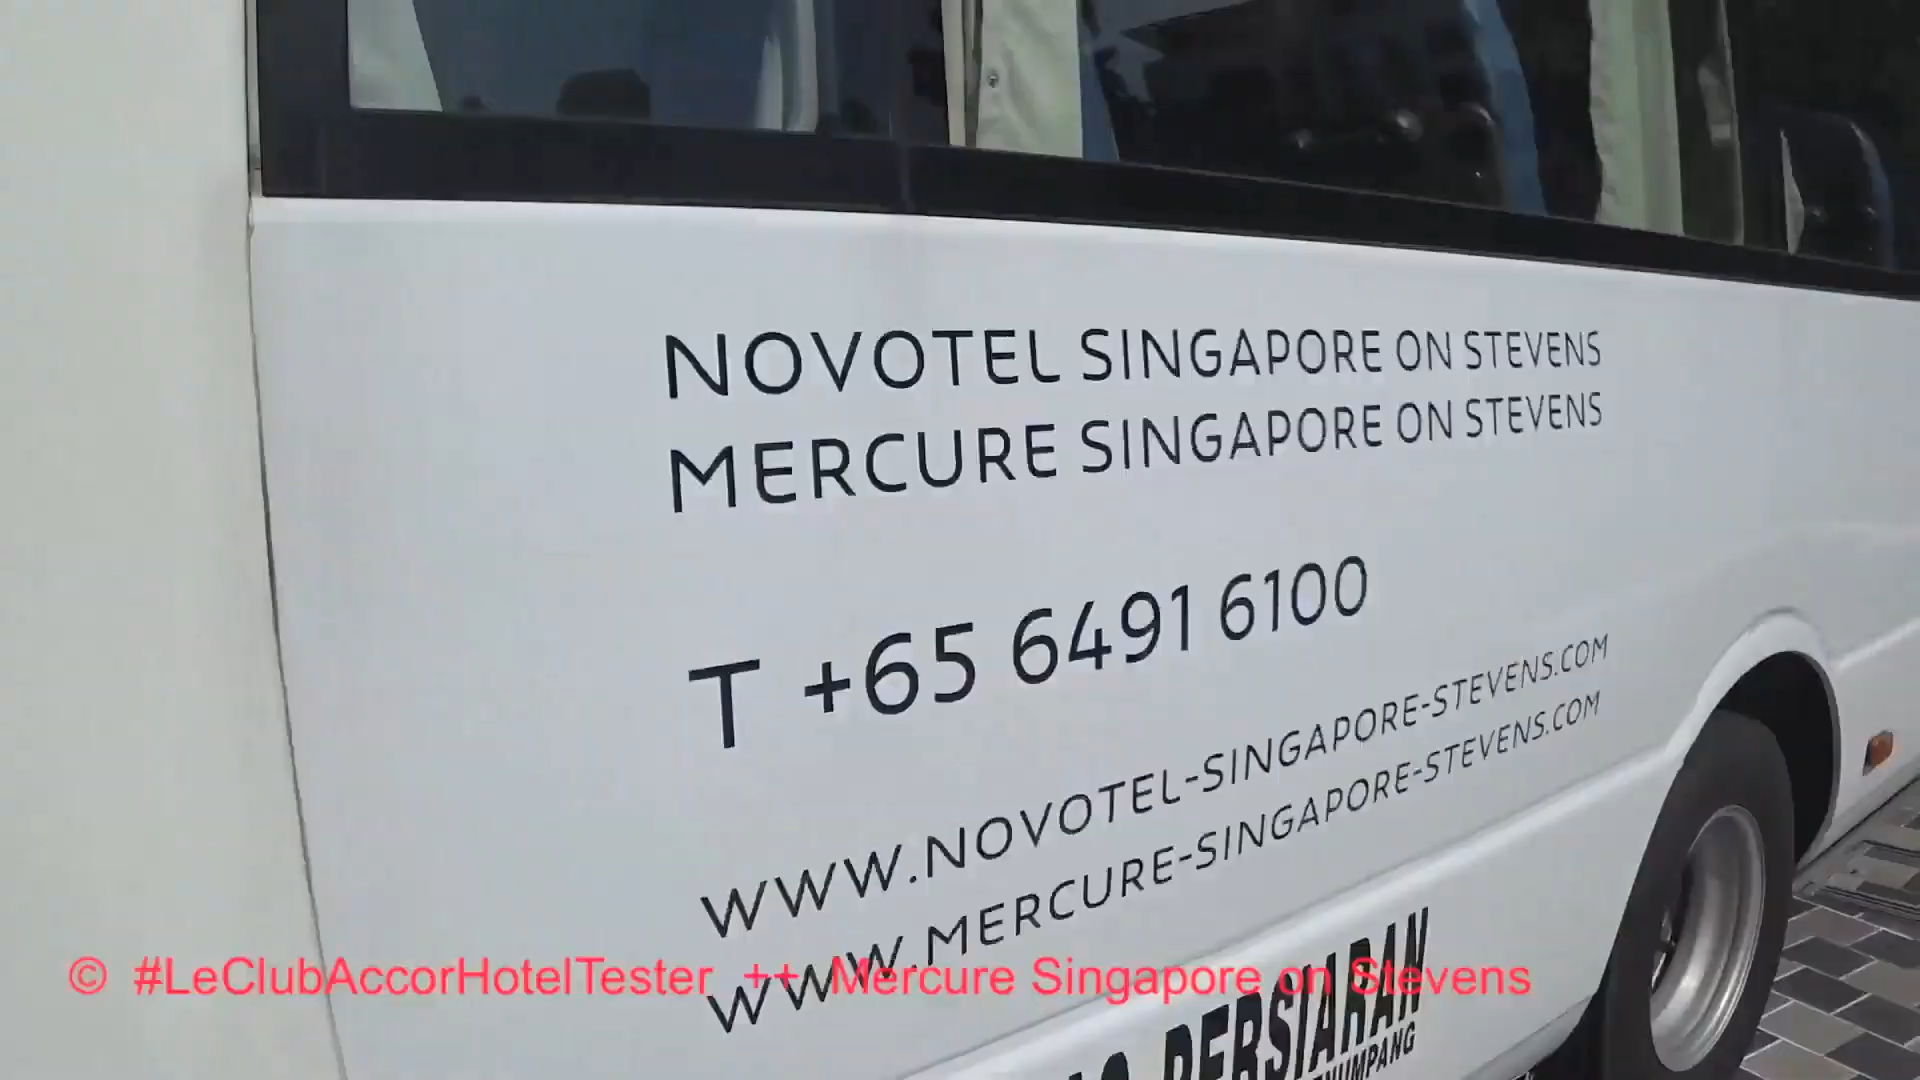 NOVOTEL SINGAPORE ON STEVENS
MERCURE SINGAPORE ON STEVENS
T +65 6491 6100
WWW.NOVOTEL-SINGAPORE-STEVENS.COM
WWW.MERCURE-SINGAPORE-STEVENS.COM
© #LeClubAccorHotelTester ++ Mercure Singapore on Stevens
PERSIARAN